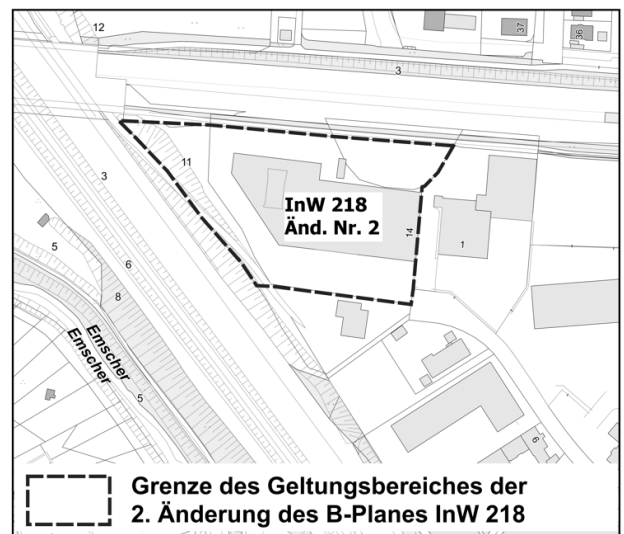 12
37
36
3
11
3
InW 218
Änd. Nr. 2
14
1
5
6
8
Emscher
Emscher
5
6
Grenze des Geltungsbereiches der
2. Änderung des B-Planes InW 218